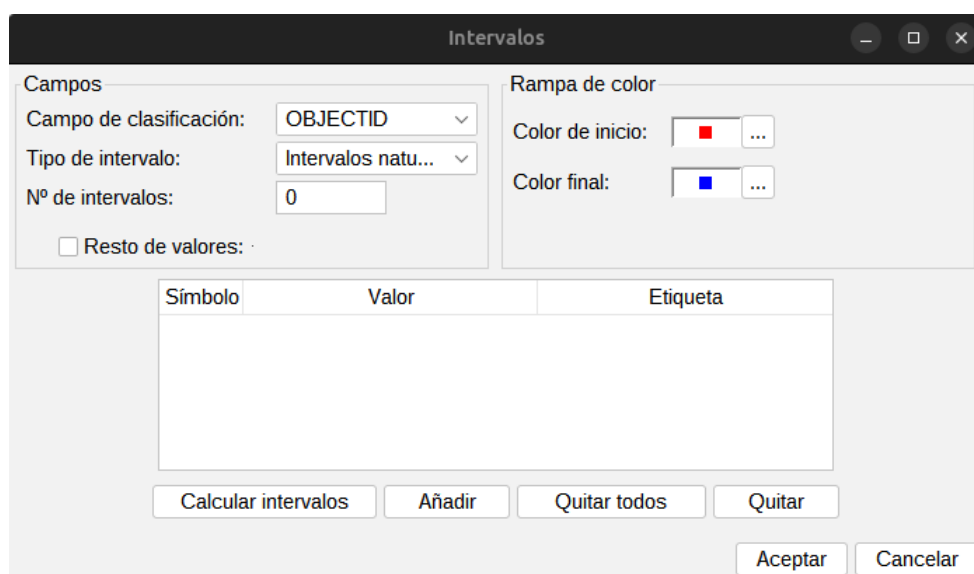 Intervalos
Campos
Campo de clasificación: OBJECTID
Tipo de intervalo: Intervalos natu...
Nº de intervalos: 0
Resto de valores:
Rampa de color
Color de inicio: ...
Color final: ...
Símbolo Valor Etiqueta
Calcular intervalos Añadir Quitar todos Quitar
Aceptar Cancelar